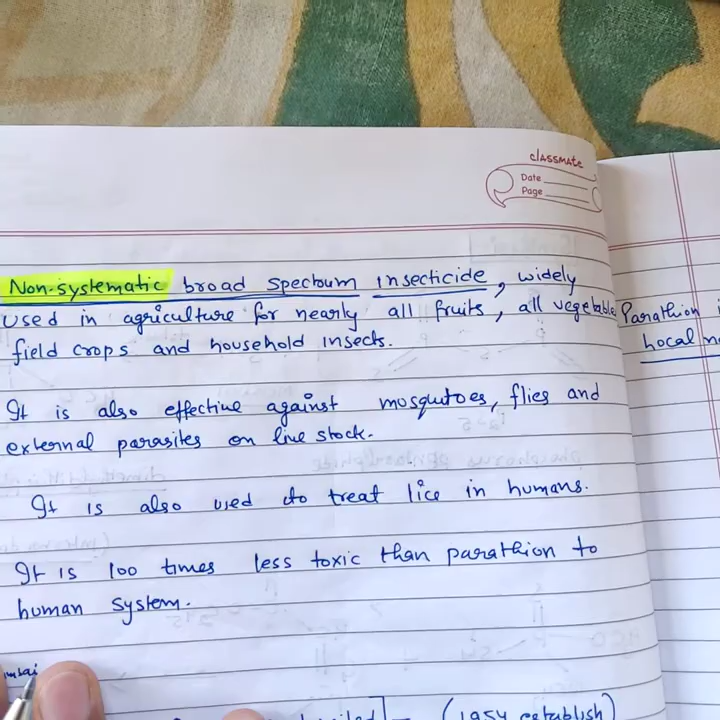 classmate
Date
Page
Non-systematic broad spectrum insecticide, widely
used in agriculture for nearly all fruits, all vegetable
field crops and household insects.
It is also effective against mosquitoes, flies and
external parasites on live stock.
It is also used to treat lice in humans.
It is 100 times less toxic than parathion to
human system.
(easy establish)
Parathion